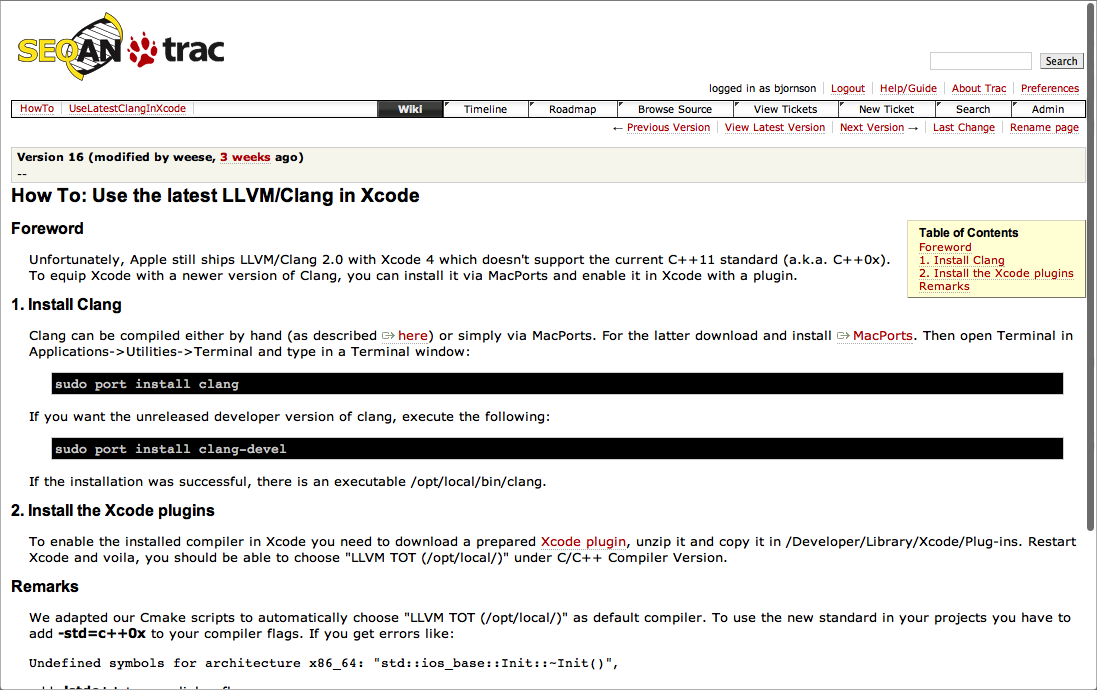 SEQAN trac
Search
logged in as bjornson Logout Help/Guide About Trac Preferences
HowTo UseLatestClangInXcode Wiki Timeline Roadmap Browse Source View Tickets New Ticket Search Admin
← Previous Version View Latest Version Next Version → Last Change Rename page
Version 16 (modified by weese, 3 weeks ago)
--
How To: Use the latest LLVM/Clang in Xcode
Foreword
Table of Contents
Foreword
1. Install Clang
2. Install the Xcode plugins
Remarks
Unfortunately, Apple still ships LLVM/Clang 2.0 with Xcode 4 which doesn't support the current C++11 standard (a.k.a. C++0x).
To equip Xcode with a newer version of Clang, you can install it via MacPorts and enable it in Xcode with a plugin.
1. Install Clang
Clang can be compiled either by hand (as described here) or simply via MacPorts. For the latter download and install MacPorts. Then open Terminal in
Applications->Utilities->Terminal and type in a Terminal window:
sudo port install clang
If you want the unreleased developer version of clang, execute the following:
sudo port install clang-devel
If the installation was successful, there is an executable /opt/local/bin/clang.
2. Install the Xcode plugins
To enable the installed compiler in Xcode you need to download a prepared Xcode plugin, unzip it and copy it in /Developer/Library/Xcode/Plug-ins. Restart
Xcode and voila, you should be able to choose "LLVM TOT (/opt/local/)" under C/C++ Compiler Version.
Remarks
We adapted our Cmake scripts to automatically choose "LLVM TOT (/opt/local/)" as default compiler. To use the new standard in your projects you have to
add -std=c++0x to your compiler flags. If you get errors like:
Undefined symbols for architecture x86_64: "std::ios_base::Init::~Init()",